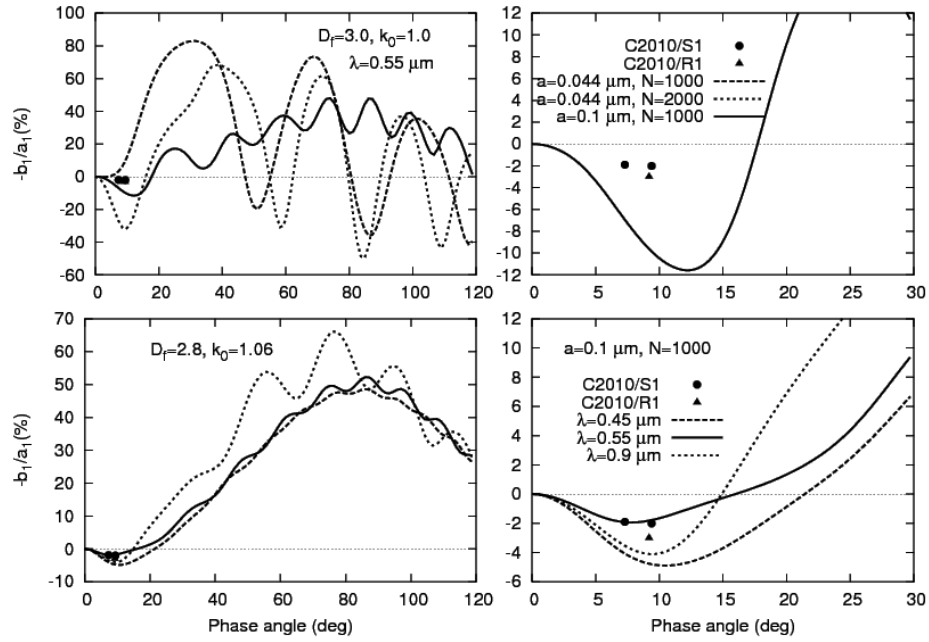 100
80
60
40
20
0
-20
-40
-60
-b₁/a₁(%)
D_f=3.0, k₀=1.0
λ=0.55 μm
0 20 40 60 80 100 120
12
10
8
6
4
2
0
-2
-4
-6
-8
-10
-12
C2010/S1
C2010/R1
a=0.044 μm, N=1000
a=0.044 μm, N=2000
a=0.1 μm, N=1000
0 5 10 15 20 25 30
70
60
50
40
30
20
10
0
-10
-b₁/a₁(%)
D_f=2.8, k₀=1.06
0 20 40 60 80 100 120
Phase angle (deg)
12
10
8
6
4
2
0
-2
-4
-6
a=0.1 μm, N=1000
C2010/S1
C2010/R1
λ=0.45 μm
λ=0.55 μm
λ=0.9 μm
0 5 10 15 20 25 30
Phase angle (deg)